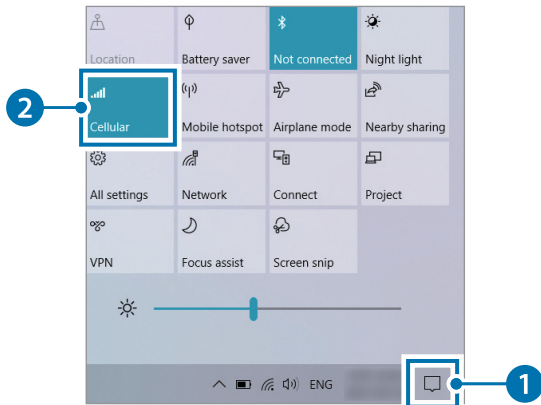 Location
Battery saver
Not connected
Night light
2
Cellular
Mobile hotspot
Airplane mode
Nearby sharing
All settings
Network
Connect
Project
VPN
Focus assist
Screen snip
ENG
1